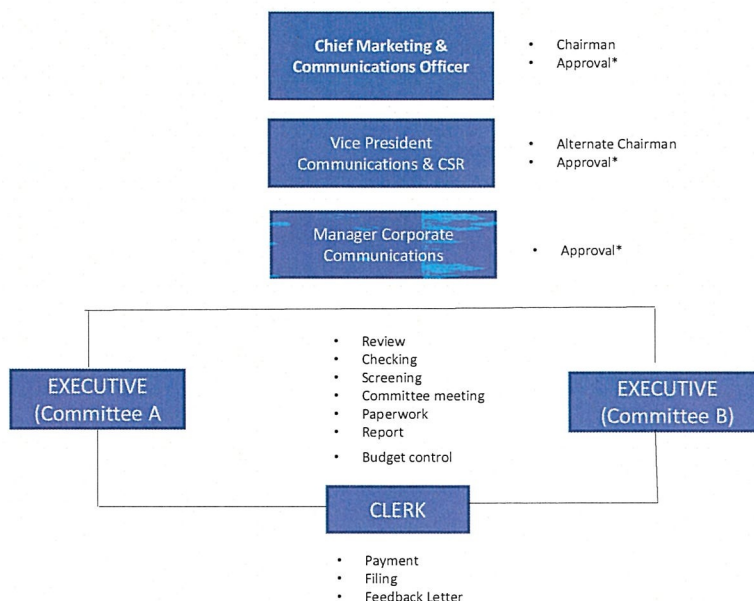 Chief Marketing &
Communications Officer
• Chairman
• Approval*
Vice President
Communications & CSR
• Alternate Chairman
• Approval*
Manager Corporate
Communications
• Approval*
• Review
• Checking
• Screening
• Committee meeting
• Paperwork
• Report
• Budget control
EXECUTIVE
(Committee A
EXECUTIVE
(Committee B)
CLERK
• Payment
• Filing
• Feedback Letter